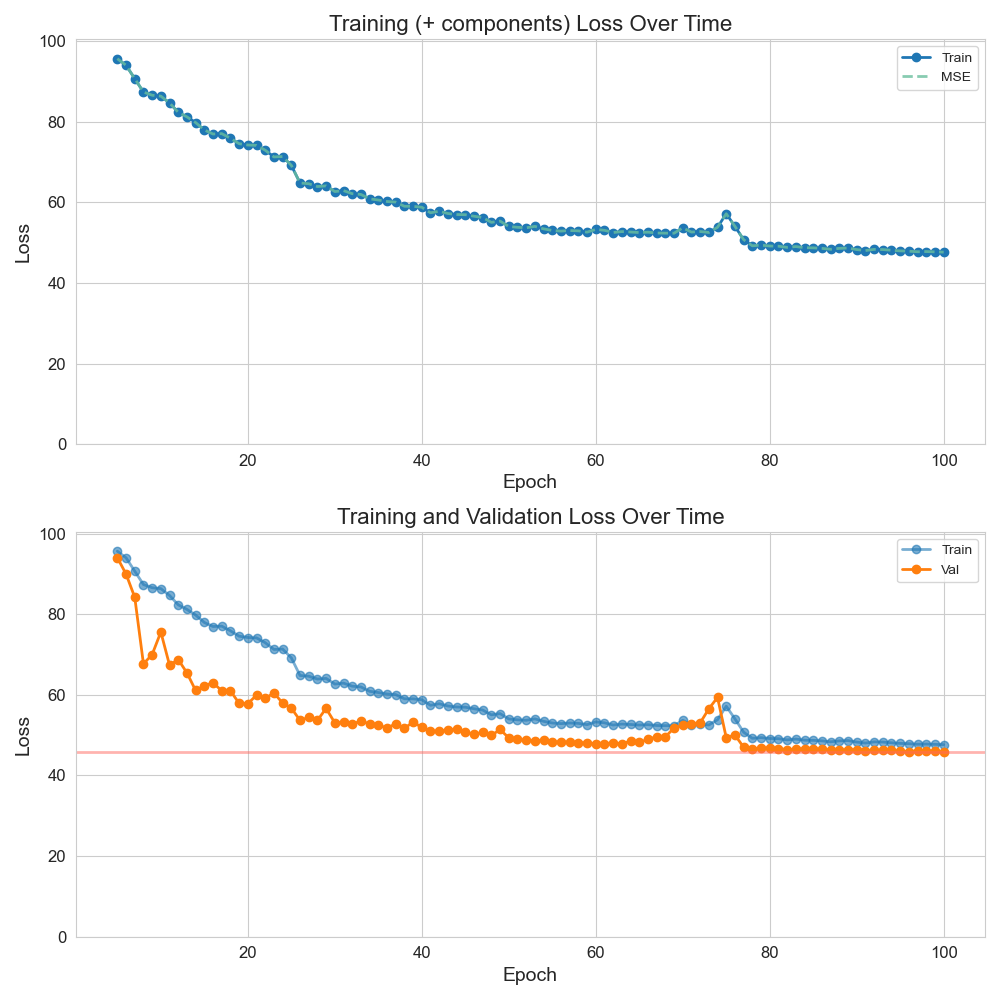 Training (+ components) Loss Over Time
100
80
60
40
20
0
Loss
Train
MSE
20 40 60 80 100
Epoch
Training and Validation Loss Over Time
100
80
60
40
20
0
Loss
Train
Val
20 40 60 80 100
Epoch